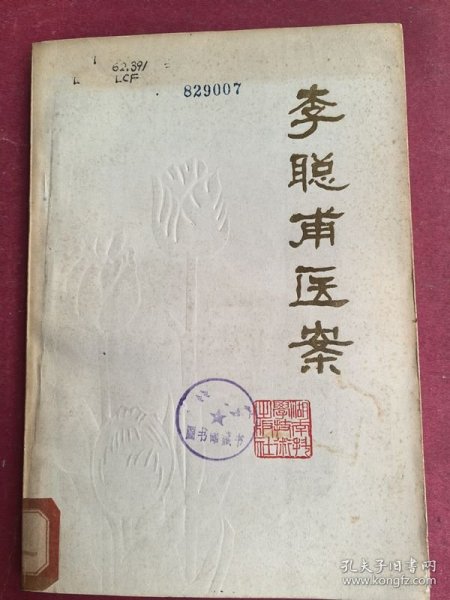 62.39/
LCF
829007
李聪甫医案
图书馆藏书
湖南科
学技术
出版社
孔夫子旧书网
www.kongfz.com